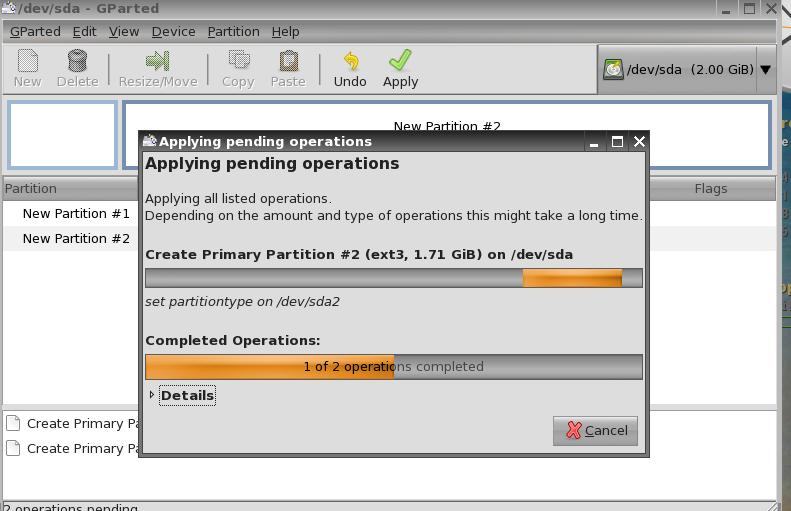 /dev/sda - GParted
GParted Edit View Device Partition Help
New Delete Resize/Move Copy Paste Undo Apply /dev/sda (2.00 GiB)
New Partition #2
Applying pending operations
Applying pending operations
Partition Flags
Applying all listed operations.
Depending on the amount and type of operations this might take a long time.
New Partition #1
New Partition #2
Create Primary Partition #2 (ext3, 1.71 GiB) on /dev/sda
set partitiontype on /dev/sda2
Completed Operations:
1 of 2 operations completed
Details
Create Primary
Create Primary
Cancel
2 operations pending